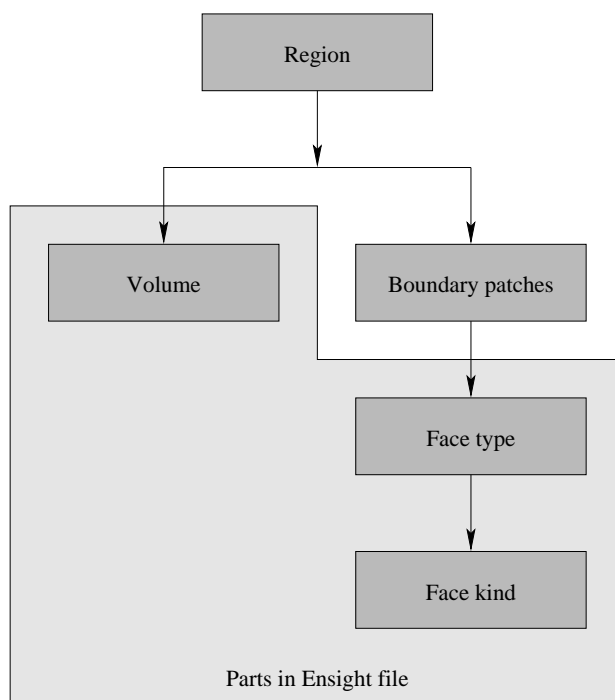 Region
Volume
Boundary patches
Face type
Face kind
Parts in Ensight file